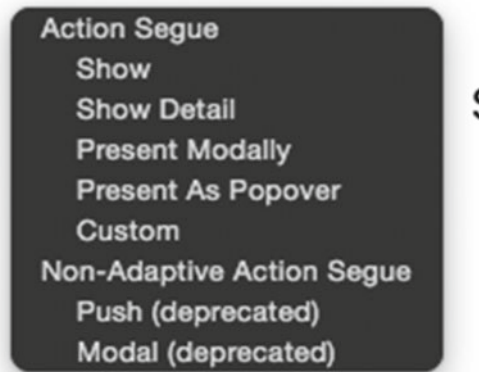 Action Segue
Show
Show Detail
Present Modally
Present As Popover
Custom
Non-Adaptive Action Segue
Push (deprecated)
Modal (deprecated)